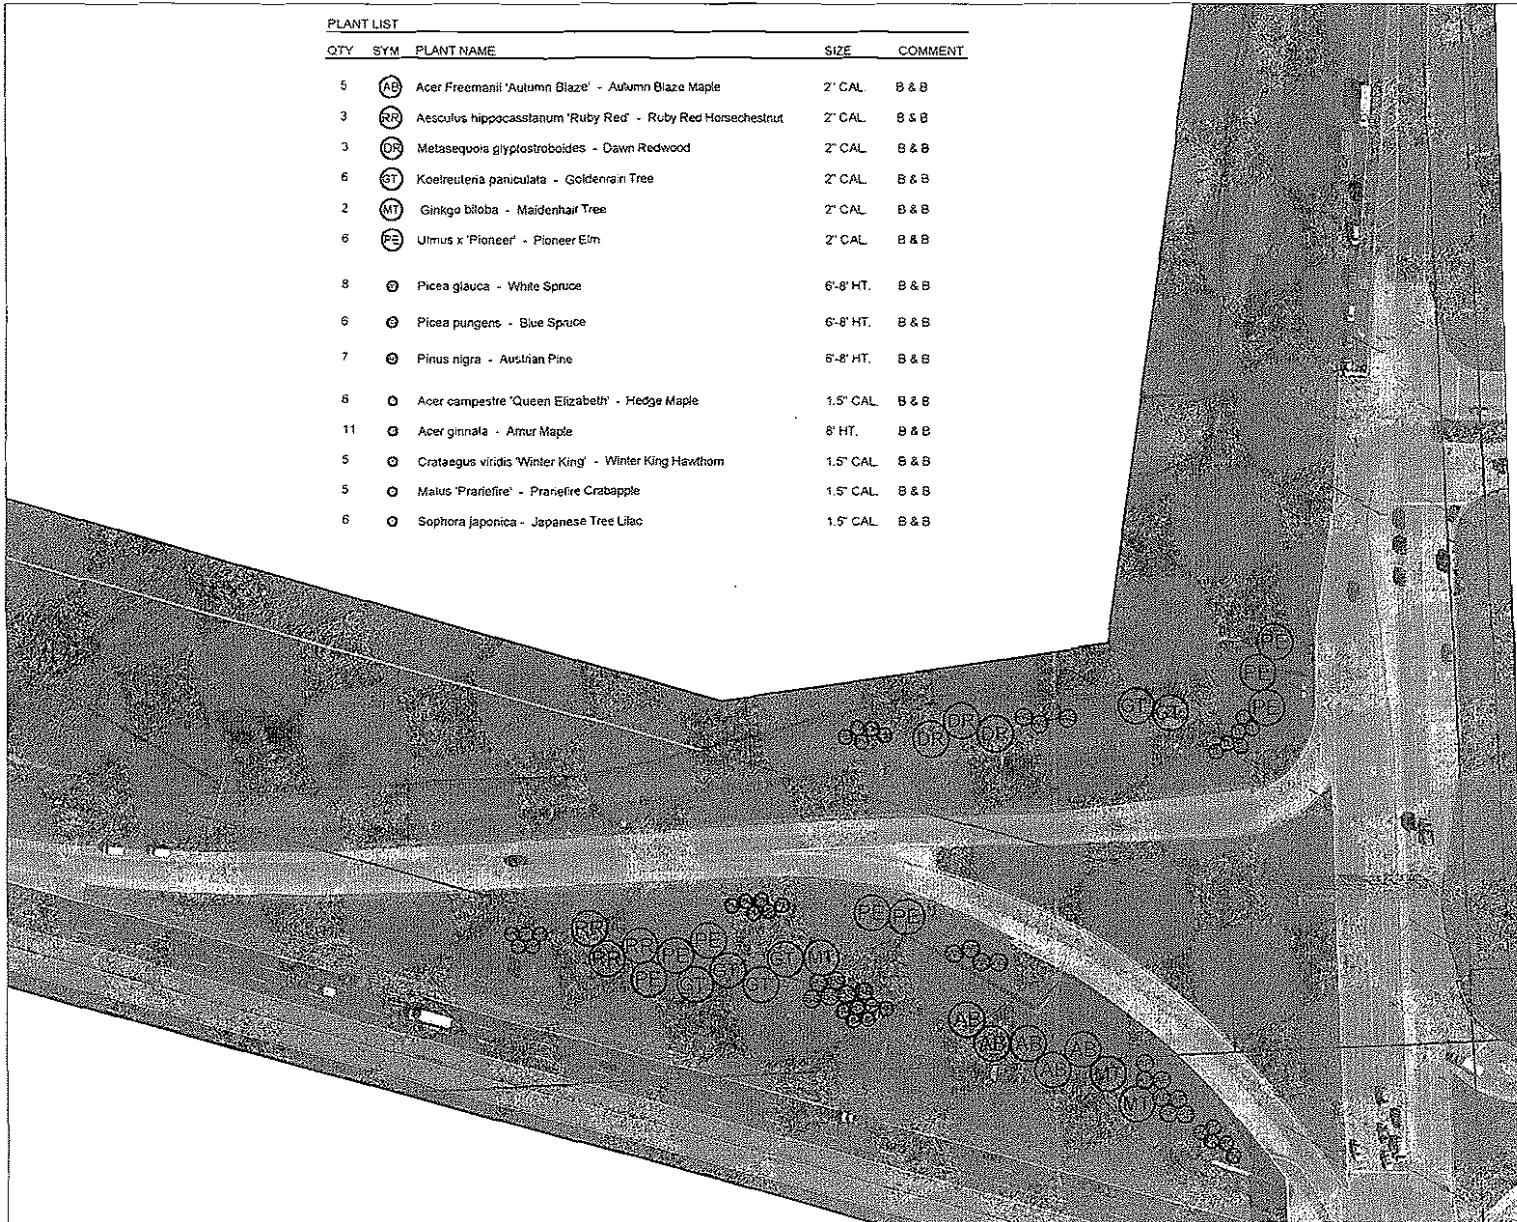 PLANT LIST
QTY SYM PLANT NAME SIZE COMMENT
5 AB Acer Freemanii 'Autumn Blaze' - Autumn Blaze Maple 2" CAL. B & B
3 RR Aesculus hippocasstanum 'Ruby Red' - Ruby Red Horsechestnut 2" CAL. B & B
3 DR Metasequoia glyptostroboides - Dawn Redwood 2" CAL. B & B
6 GT Koelreuteria paniculata - Goldenrain Tree 2" CAL. B & B
2 MT Ginkgo biloba - Maidenhair Tree 2" CAL. B & B
6 PE Ulmus x 'Pioneer' - Pioneer Elm 2" CAL. B & B
8 Picea glauca - White Spruce 6'-8' HT. B & B
6 Picea pungens - Blue Spruce 6'-8' HT. B & B
7 Pinus nigra - Austrian Pine 6'-8' HT. B & B
Acer campestre 'Queen Elizabeth' - Hedge Maple 1.5" CAL. B & B
11 Acer ginnala - Amur Maple 8' HT. B & B
5 Crataegus viridis 'Winter King' - Winter King Hawthorn 1.5" CAL. B & B
5 Malus 'Prariefire' - Prariefire Crabapple 1.5" CAL. B & B
6 Sophora japonica - Japanese Tree Lilac 1.5" CAL. B & B
PE
PE
GT GT PE
DR DR DR
PE PE
RR RR PE PE
RR PE GT MT
PE GT GT GT
AB
AB AB AB
AB MT
MT